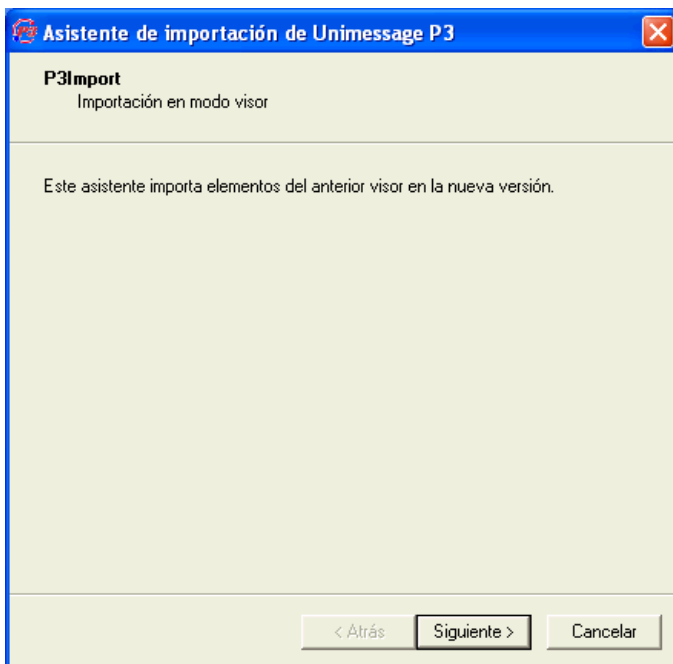 Asistente de importación de Unimessage P3
P3Import
Importación en modo visor
Este asistente importa elementos del anterior visor en la nueva versión.
< Atrás
Siguiente >
Cancelar